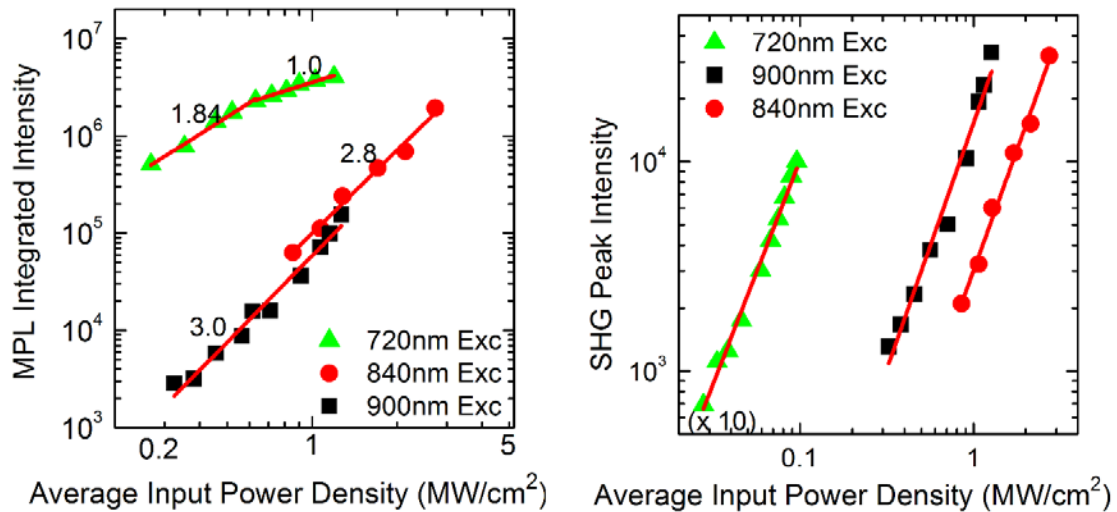 10^7
10^6
10^5
10^4
10^3
MPL Integrated Intensity
1.0
1.84
2.8
3.0
720nm Exc
840nm Exc
900nm Exc
0.2
1
5
Average Input Power Density (MW/cm^2)
720nm Exc
900nm Exc
840nm Exc
10^4
10^3
SHG Peak Intensity
(x 10)
0.1
1
Average Input Power Density (MW/cm^2)